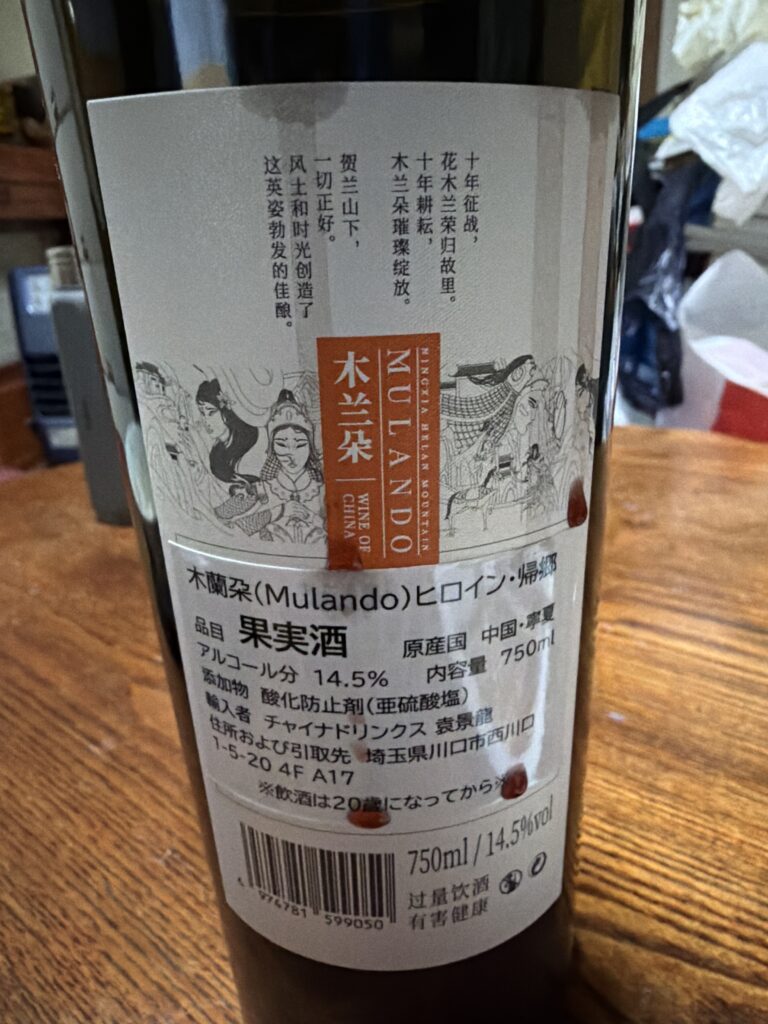 十年征战，
花木兰荣归故里。
十年耕耘，
木兰朵璀璨绽放。
贺兰山下，
一切正好。
风土和时光创造了
这英姿勃发的佳酿。
NINGXIA HELAN MOUNTAIN
MULANDO
木兰朵
WINE OF
CHINA
木蘭朶(Mulando)ヒロイン・帰郷
品目 果実酒 原産国 中国・寧夏
アルコール分 14.5% 内容量 750ml
添加物 酸化防止剤(亜硫酸塩)
輸入者 チャイナドリンクス 袁景龍
住所および引取先 埼玉県川口市西川口
1-5-20 4F A17
※飲酒は20歳になってから※
750ml / 14.5%vol
过量饮酒
有害健康
6 974781 599050